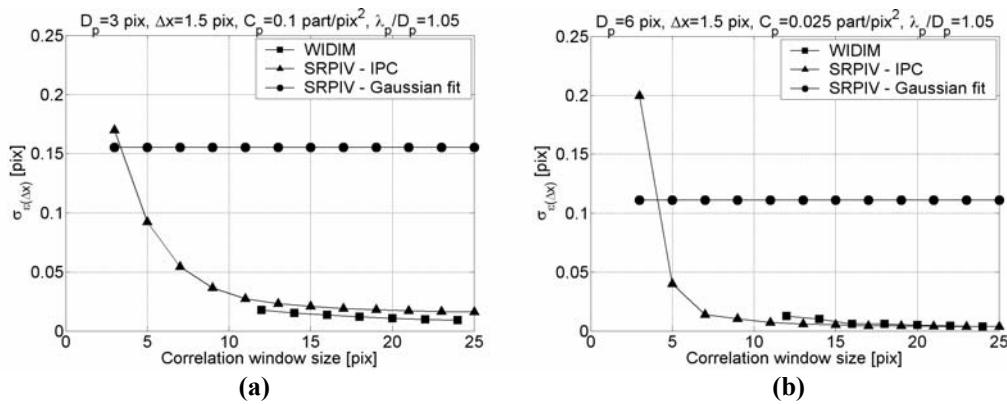 D_p=3 pix, Δx=1.5 pix, C_p=0.1 part/pix², λ_p/D_p=1.05
0.25
0.2
0.15
0.1
0.05
0
σ_ε(Δx) [pix]
WIDIM
SRPIV - IPC
SRPIV - Gaussian fit
0 5 10 15 20 25
Correlation window size [pix]
(a)
D_p=6 pix, Δx=1.5 pix, C_p=0.025 part/pix², λ_p/D_p=1.05
0.25
0.2
0.15
0.1
0.05
0
σ_ε(Δx) [pix]
WIDIM
SRPIV - IPC
SRPIV - Gaussian fit
0 5 10 15 20 25
Correlation window size [pix]
(b)